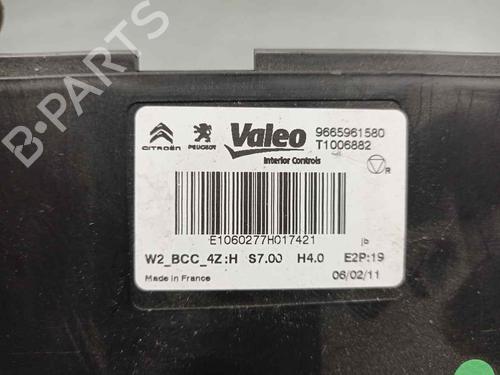 9665961580
CITROËN PEUGEOT Valeo T1006882
Interior Controls
R
E1060277H017421
jb
W2_BCC_4Z:H S7.00 H4.0 E2P:19
Made in France 06/02/11
B-PARTS